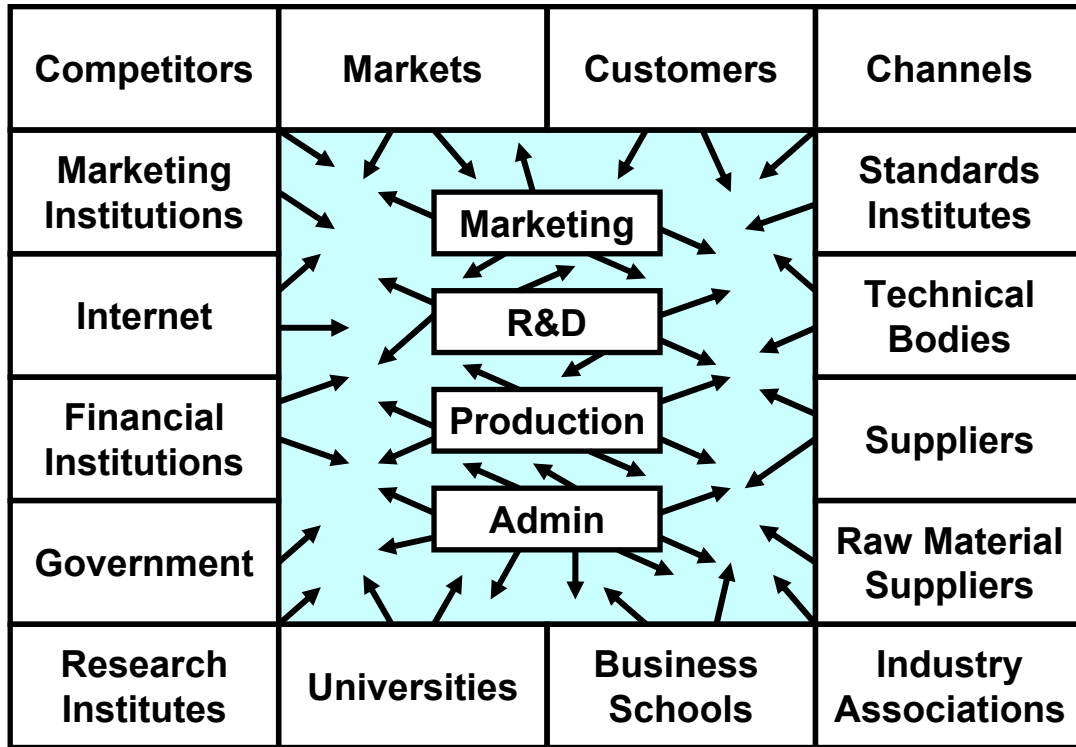 Competitors
Markets
Customers
Channels
Marketing
Institutions
Standards
Institutes
Marketing
Internet
R&D
Technical
Bodies
Financial
Institutions
Production
Suppliers
Government
Admin
Raw Material
Suppliers
Research
Institutes
Universities
Business
Schools
Industry
Associations